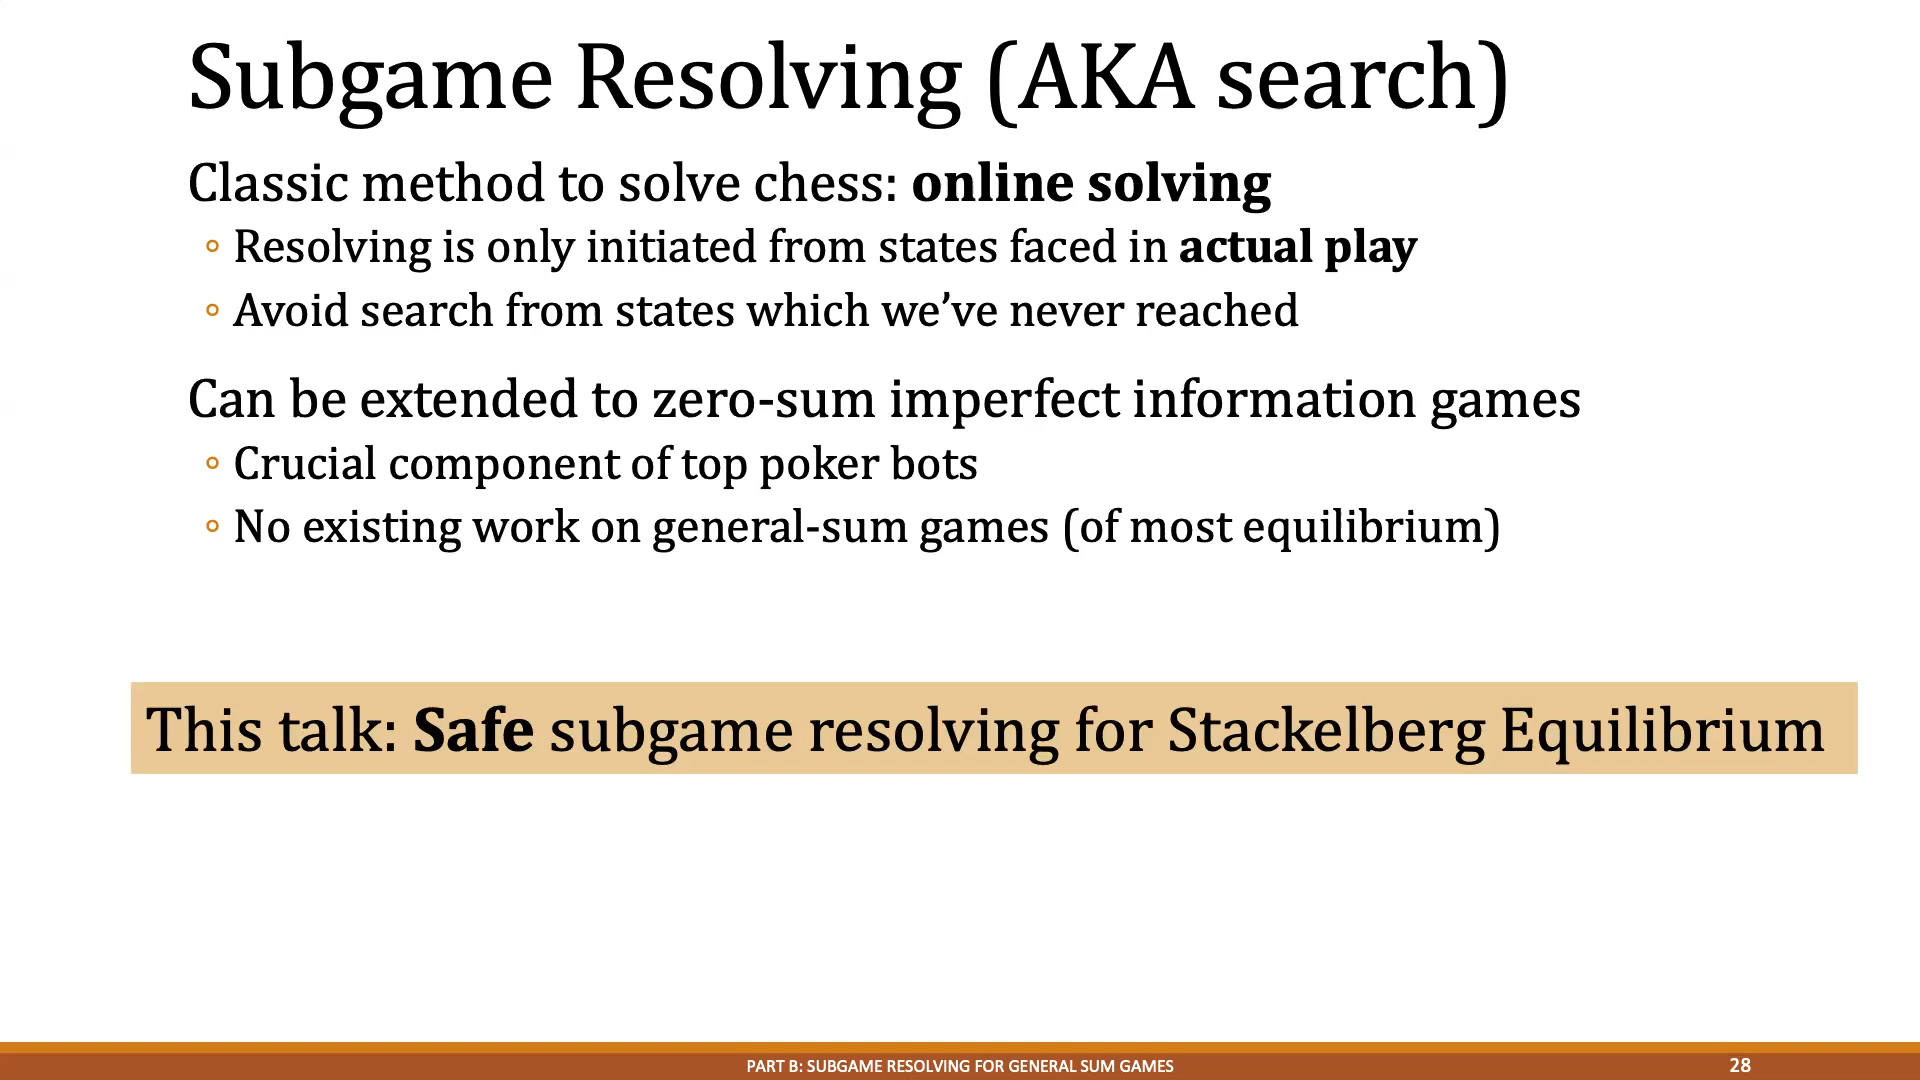 Subgame Resolving (AKA search)
Classic method to solve chess: online solving
◦ Resolving is only initiated from states faced in actual play
◦ Avoid search from states which we’ve never reached
Can be extended to zero-sum imperfect information games
◦ Crucial component of top poker bots
◦ No existing work on general-sum games (of most equilibrium)
This talk: Safe subgame resolving for Stackelberg Equilibrium
PART B: SUBGAME RESOLVING FOR GENERAL SUM GAMES
28